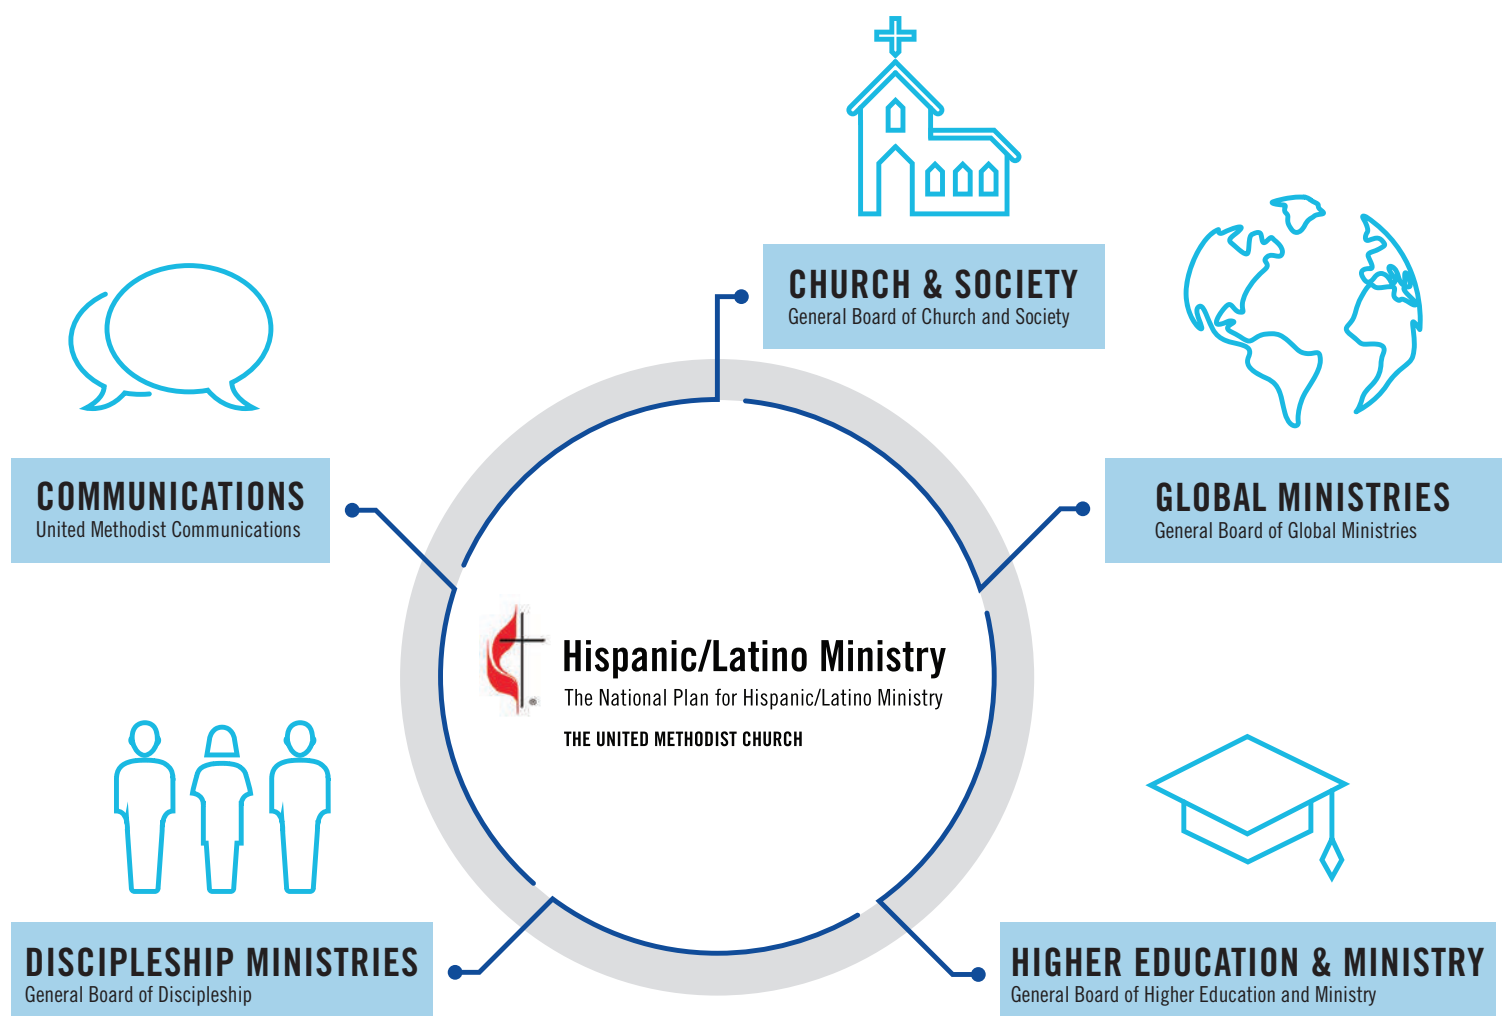 CHURCH & SOCIETY
General Board of Church and Society
COMMUNICATIONS
United Methodist Communications
GLOBAL MINISTRIES
General Board of Global Ministries
Hispanic/Latino Ministry
The National Plan for Hispanic/Latino Ministry
THE UNITED METHODIST CHURCH
®
DISCIPLESHIP MINISTRIES
General Board of Discipleship
HIGHER EDUCATION & MINISTRY
General Board of Higher Education and Ministry